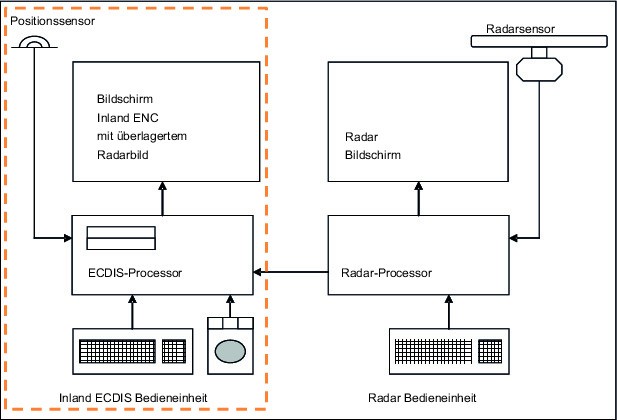 Positionssensor
Radarsensor
Bildschirm
Inland ENC
mit überlagertem
Radarbild
Radar
Bildschirm
ECDIS-Processor
Radar-Processor
Inland ECDIS Bedieneinheit
Radar Bedieneinheit